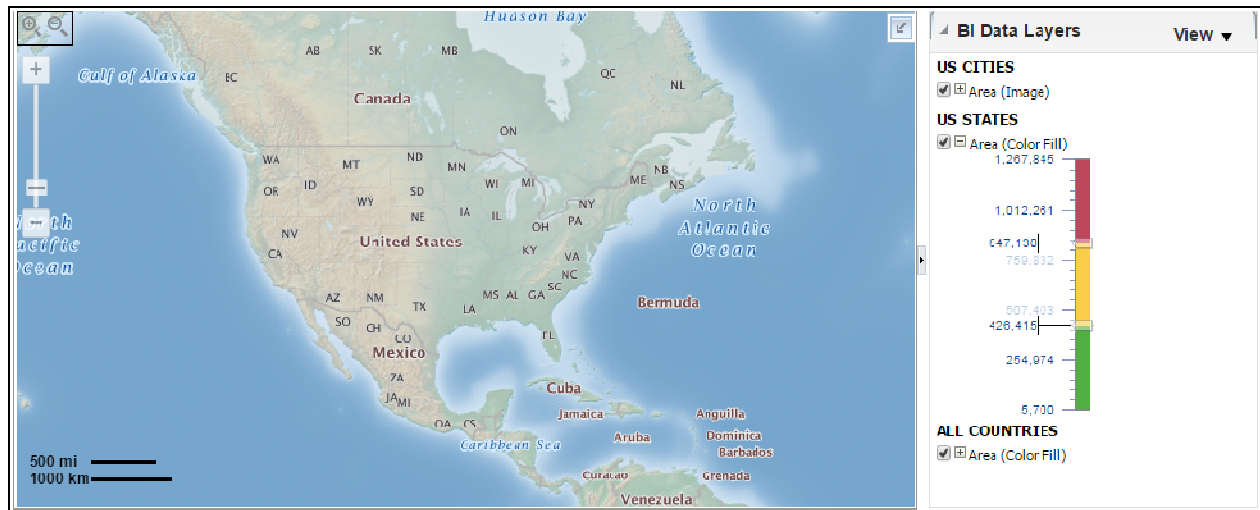 Hudson Bay
BI Data Layers
View
US CITIES
Area (Image)
US STATES
Area (Color Fill)
1,267,845
1,012,261
759,832
507,403
426,415
254,974
5,700
ALL COUNTRIES
Area (Color Fill)
AB
SK
MB
Gulf of Alaska
BC
QC
NL
Canada
ON
WA
MT
ND
MN
NB
OR
ID
SD
WI
MI
ME
NS
WY
NE
IA
IL
NY
PA
North
Atlantic
Ocean
North
Pacific
Ocean
NV
United States
OH
KY
CA
VA
NC
AZ
NM
TX
MS
AL
GA
SC
LA
Bermuda
SO
CH
CO
FL
Mexico
ZA
JA
MI
Cuba
OA
CS
Jamaica
Anguilla
Caribbean Sea
Aruba
Dominica
Barbados
500 mi
1000 km
Curacao
Grenada
Venezuela